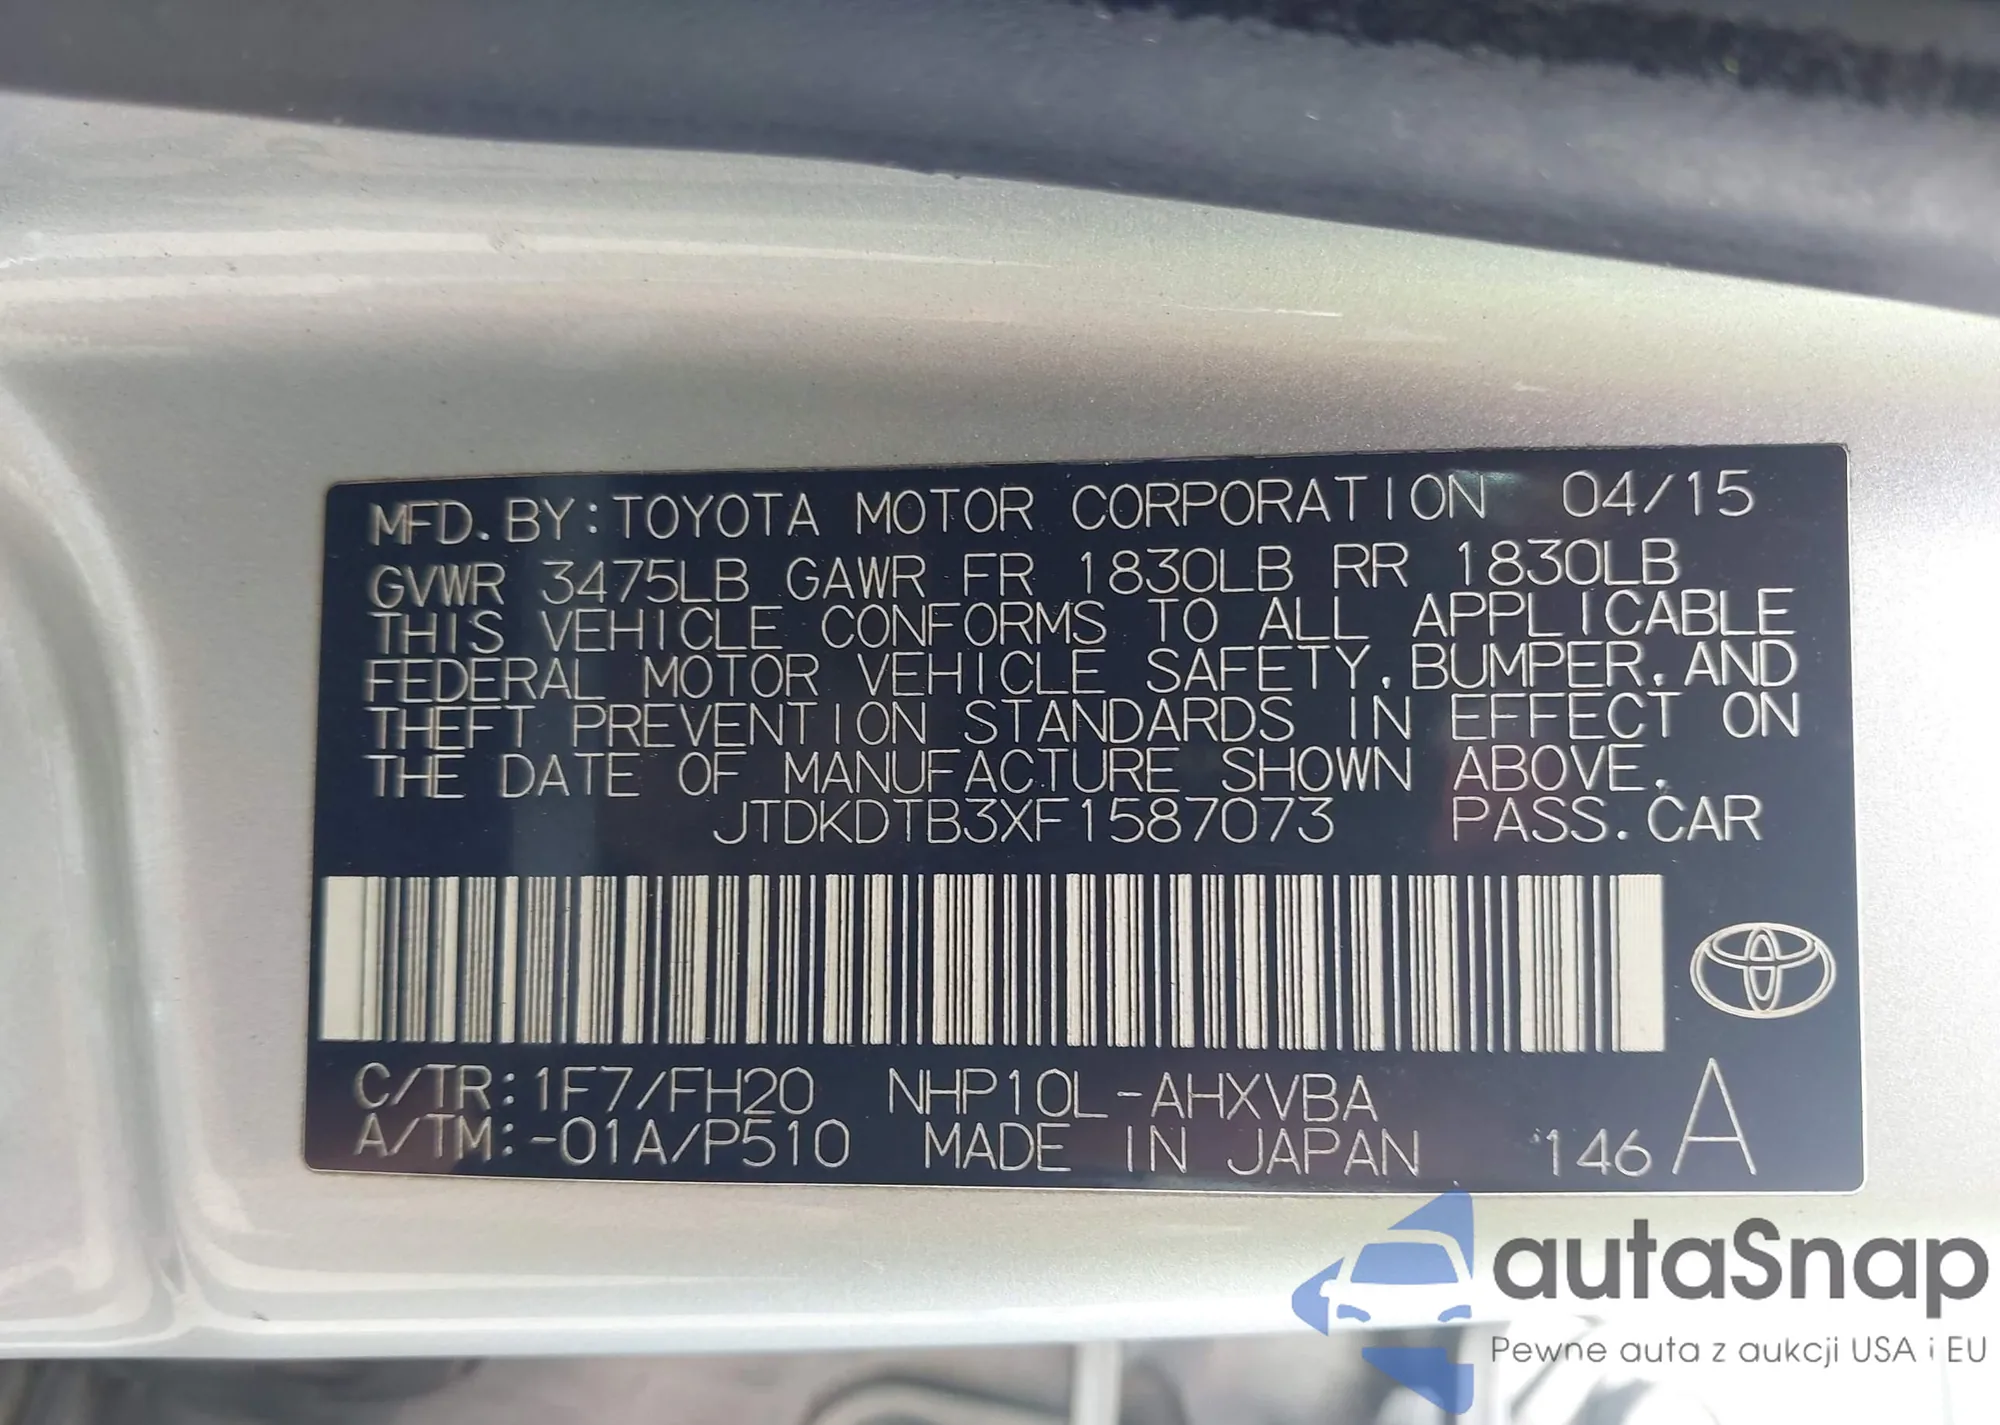 MFD. BY: TOYOTA MOTOR CORPORATION 04/15
GVWR 3475LB GAWR FR 1830LB RR 1830LB
THIS VEHICLE CONFORMS TO ALL APPLICABLE
FEDERAL MOTOR VEHICLE SAFETY, BUMPER, AND
THEFT PREVENTION STANDARDS IN EFFECT ON
THE DATE OF MANUFACTURE SHOWN ABOVE.
JTDKDTB3XF1587073 PASS. CAR
C/TR: 1F7/FH20 NHP10L-AHXVBA
A/TM: -01A/P510 MADE IN JAPAN '146 A
autaSnap
Pewne auta z aukcji USA i EU